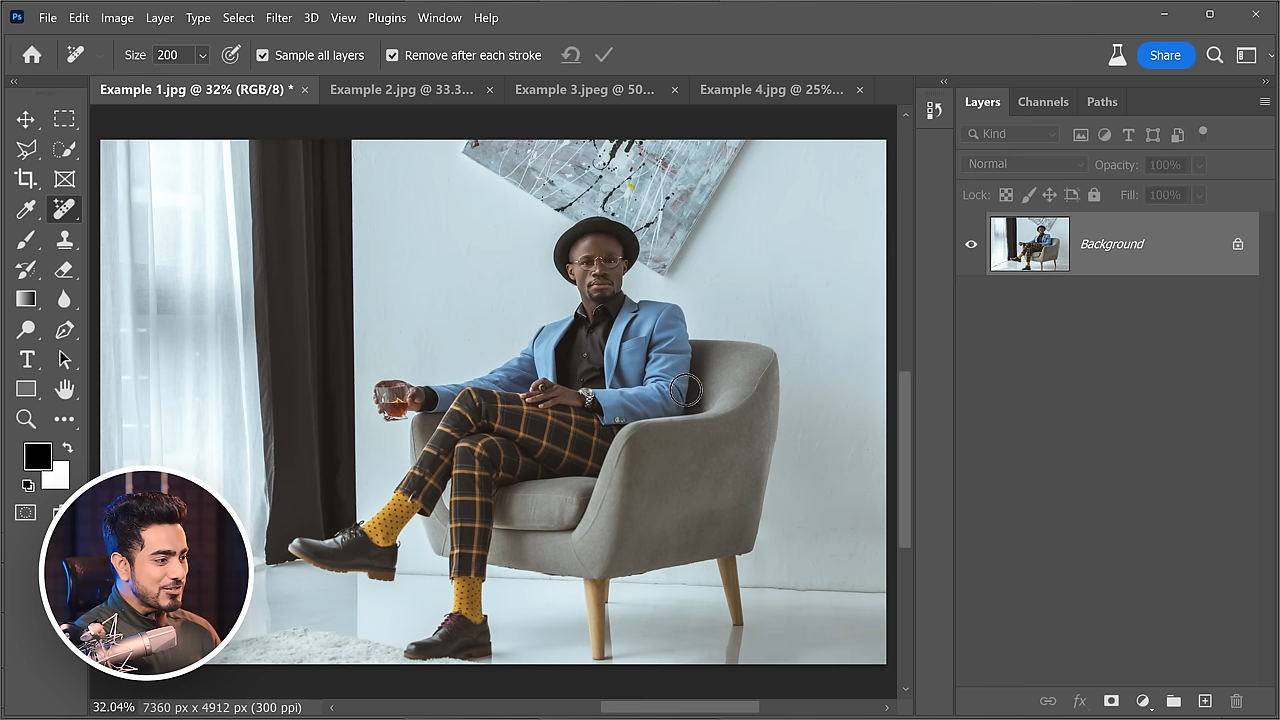 Ps File Edit Image Layer Type Select Filter 3D View Plugins Window Help
Size 200 Sample all layers Remove after each stroke Share
Example 1.jpg @ 32% (RGB/8) * Example 2.jpg @ 33.3... Example 3.jpeg @ 50... Example 4.jpg @ 25%...
Layers Channels Paths
Kind
Normal Opacity: 100%
Lock: Fill: 100%
Background
32.04% 7360 px x 4912 px (300 ppi)